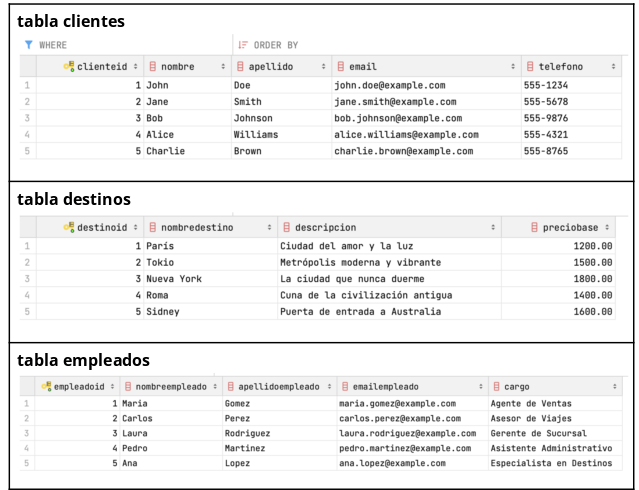 tabla clientes
WHERE ORDER BY
clienteid nombre apellido email telefono
1 1 John Doe john.doe@example.com 555-1234
2 2 Jane Smith jane.smith@example.com 555-5678
3 3 Bob Johnson bob.johnson@example.com 555-9876
4 4 Alice Williams alice.williams@example.com 555-4321
5 5 Charlie Brown charlie.brown@example.com 555-8765
tabla destinos
destinoid nombredestino descripcion preciobase
1 1 París Ciudad del amor y la luz 1200.00
2 2 Tokio Metrópolis moderna y vibrante 1500.00
3 3 Nueva York La ciudad que nunca duerme 1800.00
4 4 Roma Cuna de la civilización antigua 1400.00
5 5 Sidney Puerta de entrada a Australia 1600.00
tabla empleados
empleadoid nombreempleado apellidoempleado emailempleado cargo
1 1 Maria Gomez maria.gomez@example.com Agente de Ventas
2 2 Carlos Perez carlos.perez@example.com Asesor de Viajes
3 3 Laura Rodriguez laura.rodriguez@example.com Gerente de Sucursal
4 4 Pedro Martinez pedro.martinez@example.com Asistente Administrativo
5 5 Ana Lopez ana.lopez@example.com Especialista en Destinos